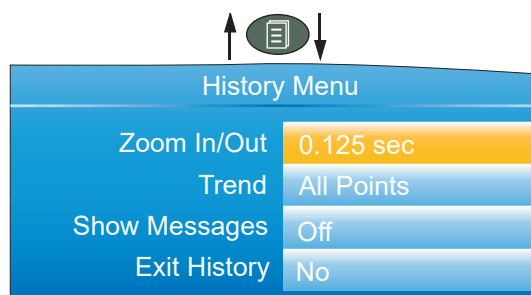 History Menu
Zoom In/Out 0.125 sec
Trend All Points
Show Messages Off
Exit History No